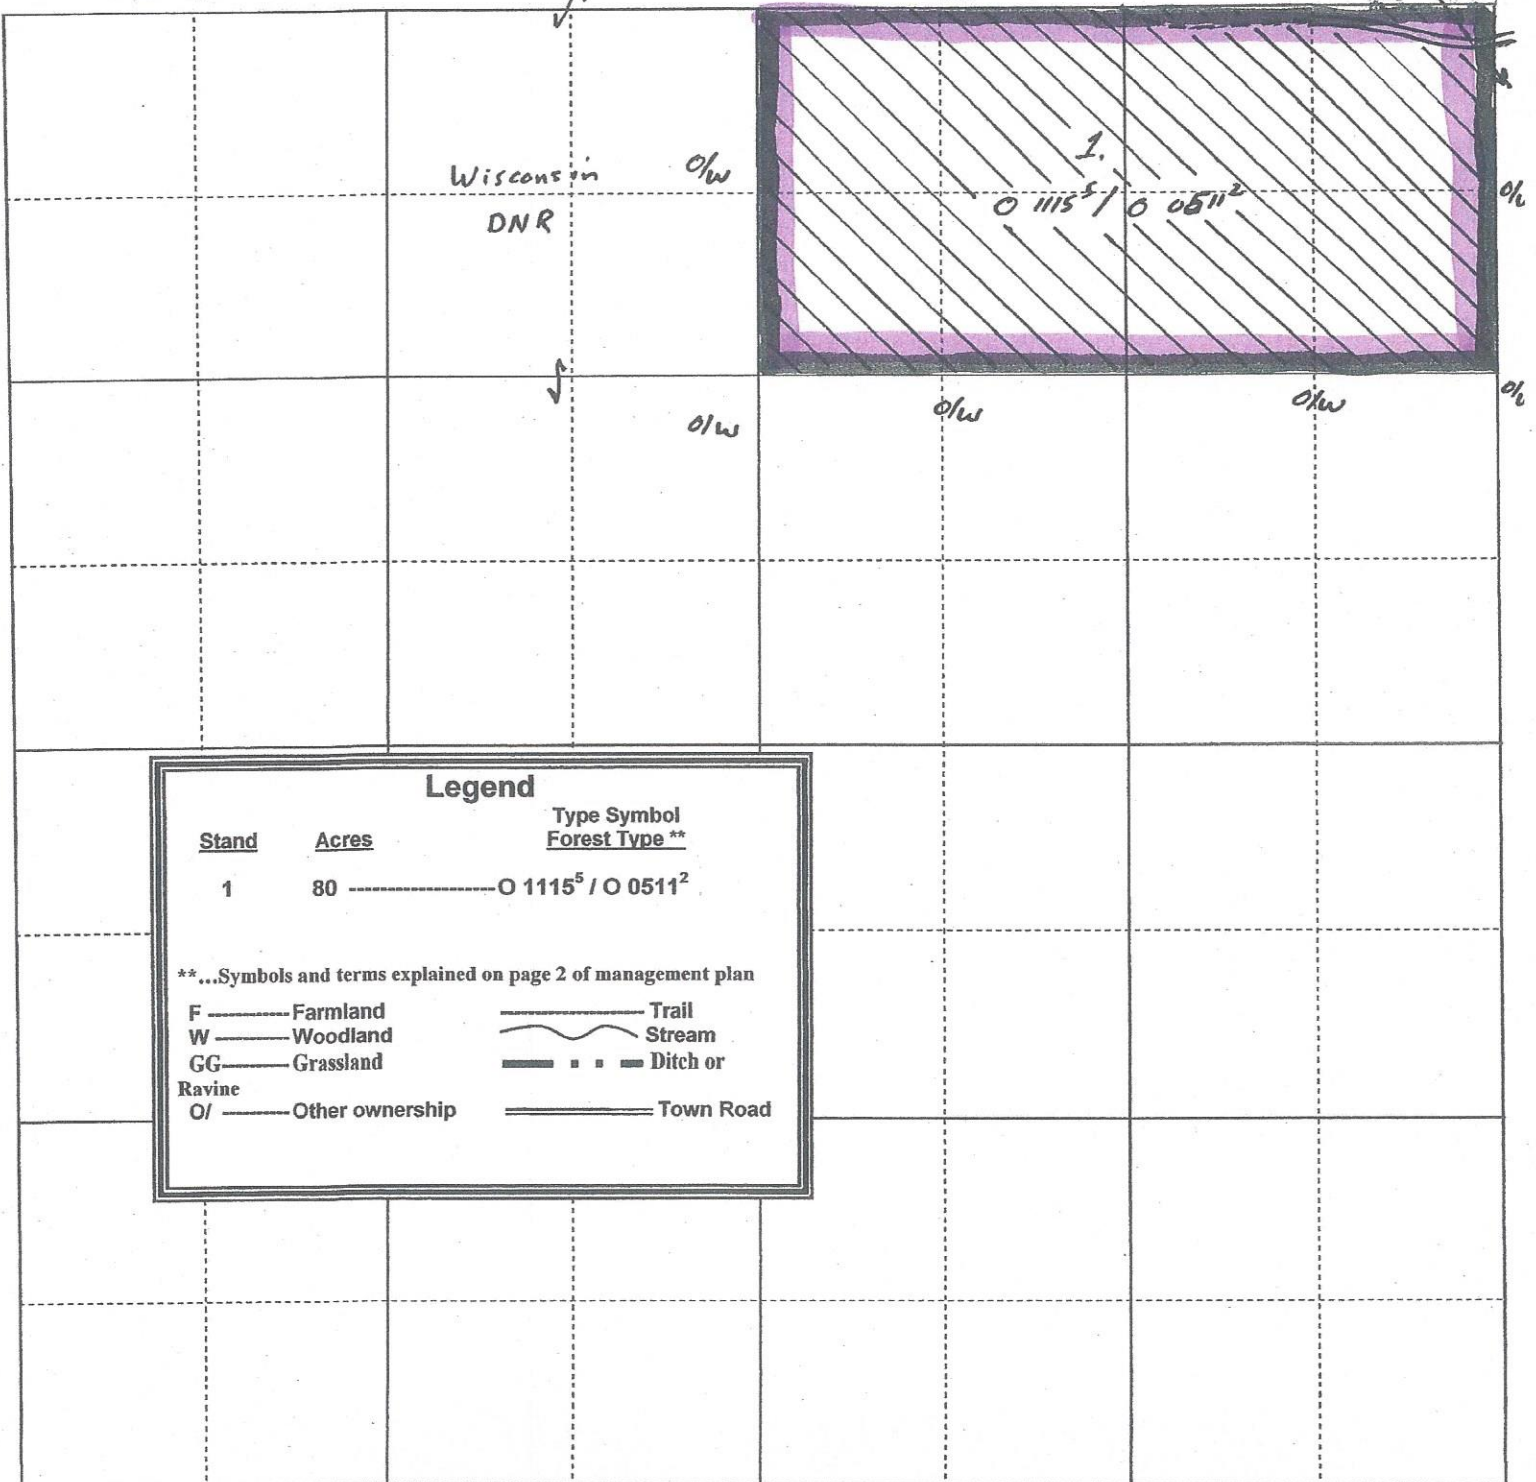 Wisconsin
DNR
O/W
1.
O 1115⁵ / O 0511²
O/W
O/W
O/W
Legend
Stand Acres Type Symbol
Forest Type **
1 80 --------------------O 1115⁵ / O 0511²
**...Symbols and terms explained on page 2 of management plan
F ----------Farmland ----------Trail
W ----------Woodland Stream
GG----------Grassland Ditch or
Ravine
O/ ----------Other ownership Town Road